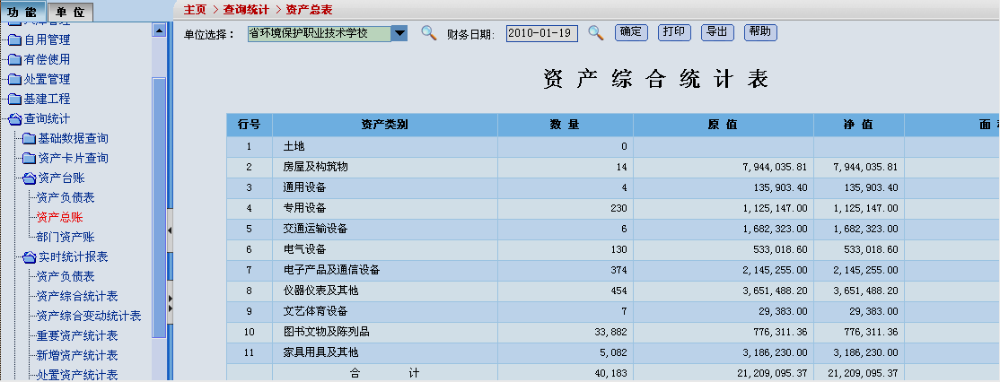 功 能 单 位
主页 > 查询统计 > 资产总表
自用管理
有偿使用
处置管理
基建工程
查询统计
基础数据查询
资产卡片查询
资产台账
资产负债表
资产总账
部门资产账
实时统计报表
资产负债表
资产综合统计表
资产综合变动统计表
重要资产统计表
新增资产统计表
处置资产统计表
单位选择： 省环境保护职业技术学校 财务日期: 2010-01-19 确定 打印 导出 帮助
资 产 综 合 统 计 表
行号 资产类别 数 量 原 值 净 值 面
1 土地 0
2 房屋及构筑物 14 7,944,035.81 7,944,035.81
3 通用设备 4 135,903.40 135,903.40
4 专用设备 230 1,125,147.00 1,125,147.00
5 交通运输设备 6 1,682,323.00 1,682,323.00
6 电气设备 130 533,018.60 533,018.60
7 电子产品及通信设备 374 2,145,255.00 2,145,255.00
8 仪器仪表及其他 454 3,651,488.20 3,651,488.20
9 文艺体育设备 7 29,383.00 29,383.00
10 图书文物及陈列品 33,882 776,311.36 776,311.36
11 家具用具及其他 5,082 3,186,230.00 3,186,230.00
合 计 40,183 21,209,095.37 21,209,095.37